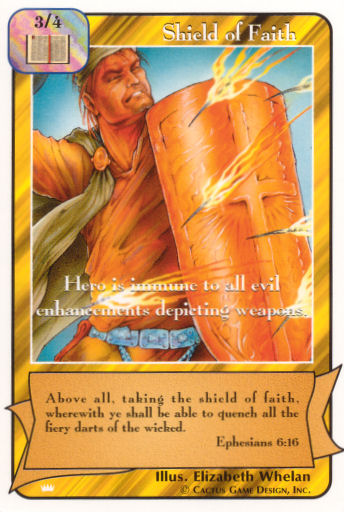 3/4
Shield of Faith
Hero is immune to all evil
enhancements depicting weapons.
Above all, taking the shield of faith,
wherewith ye shall be able to quench all the
fiery darts of the wicked.
Ephesians 6:16
Illus. Elizabeth Whelan
© Cactus Game Design, Inc.